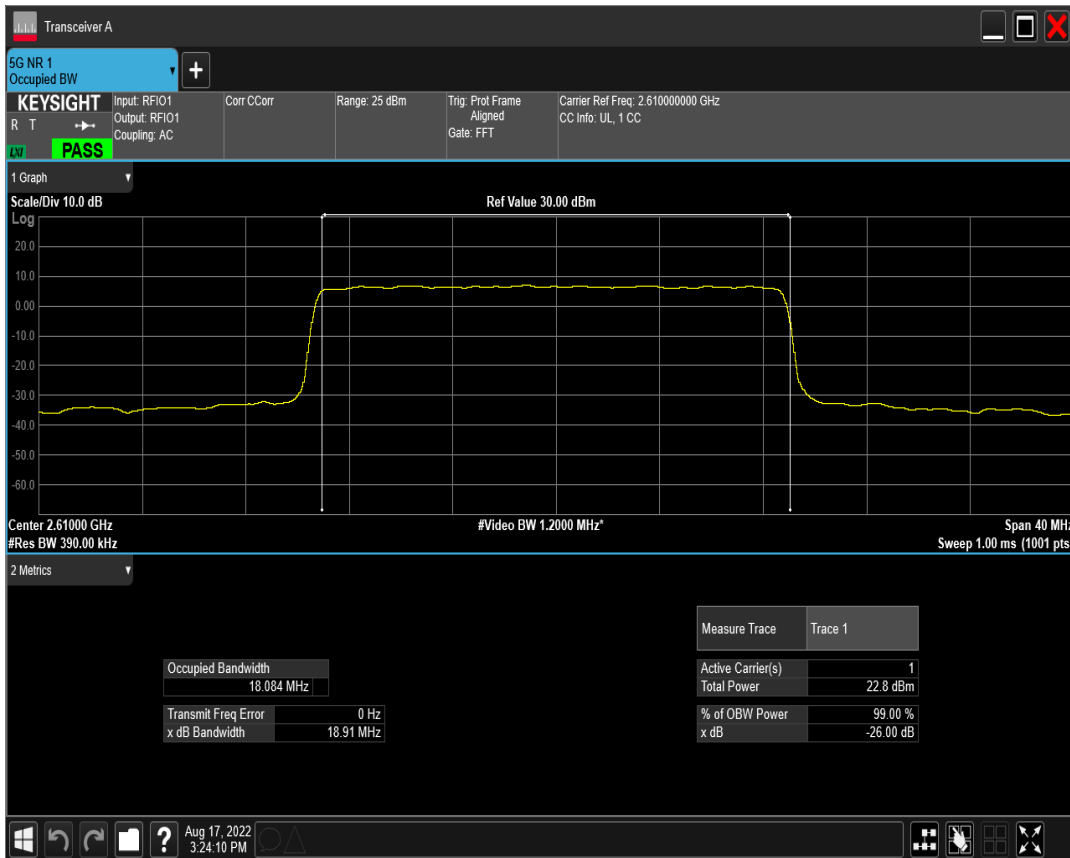 Transceiver A
5G NR 1
Occupied BW
+
KEYSIGHT
R T
LXI
PASS
Input: RFIO1
Output: RFIO1
Coupling: AC
Corr CCorr
Range: 25 dBm
Trig: Prot Frame
Aligned
Gate: FFT
Carrier Ref Freq: 2.610000000 GHz
CC Info: UL, 1 CC
1 Graph
Scale/Div 10.0 dB
Ref Value 30.00 dBm
Log
20.0
10.0
0.00
-10.0
-20.0
-30.0
-40.0
-50.0
-60.0
Center 2.61000 GHz
#Video BW 1.2000 MHz*
Span 40 MHz
#Res BW 390.00 kHz
Sweep 1.00 ms (1001 pts
2 Metrics
Measure Trace Trace 1
Occupied Bandwidth
18.084 MHz
Active Carrier(s) 1
Total Power 22.8 dBm
Transmit Freq Error 0 Hz
x dB Bandwidth 18.91 MHz
% of OBW Power 99.00 %
x dB -26.00 dB
?
Aug 17, 2022
3:24:10 PM